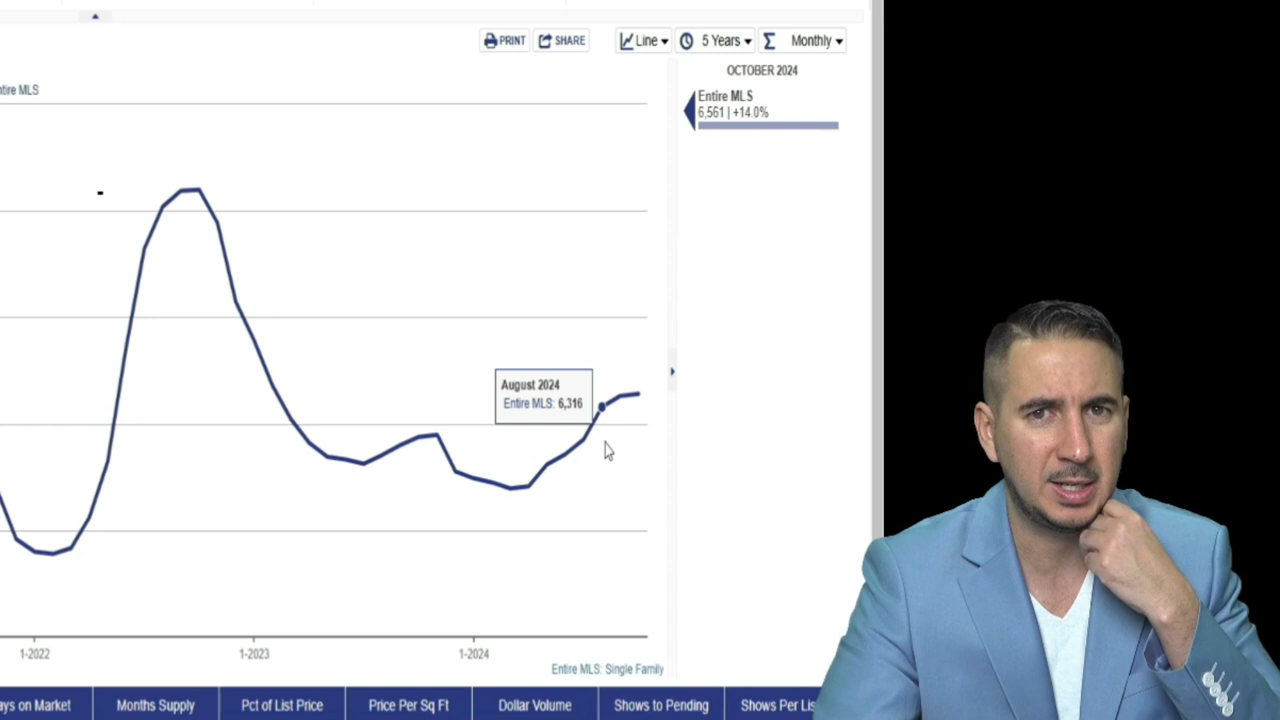 PRINT SHARE Line 5 Years Monthly
OCTOBER 2024
Entire MLS
6,561 | +14.0%
ntire MLS
August 2024
Entire MLS: 6,316
1-2022 1-2023 1-2024
Entire MLS: Single Family
ays on Market Months Supply Pct of List Price Price Per Sq Ft Dollar Volume Shows to Pending Shows Per Lis